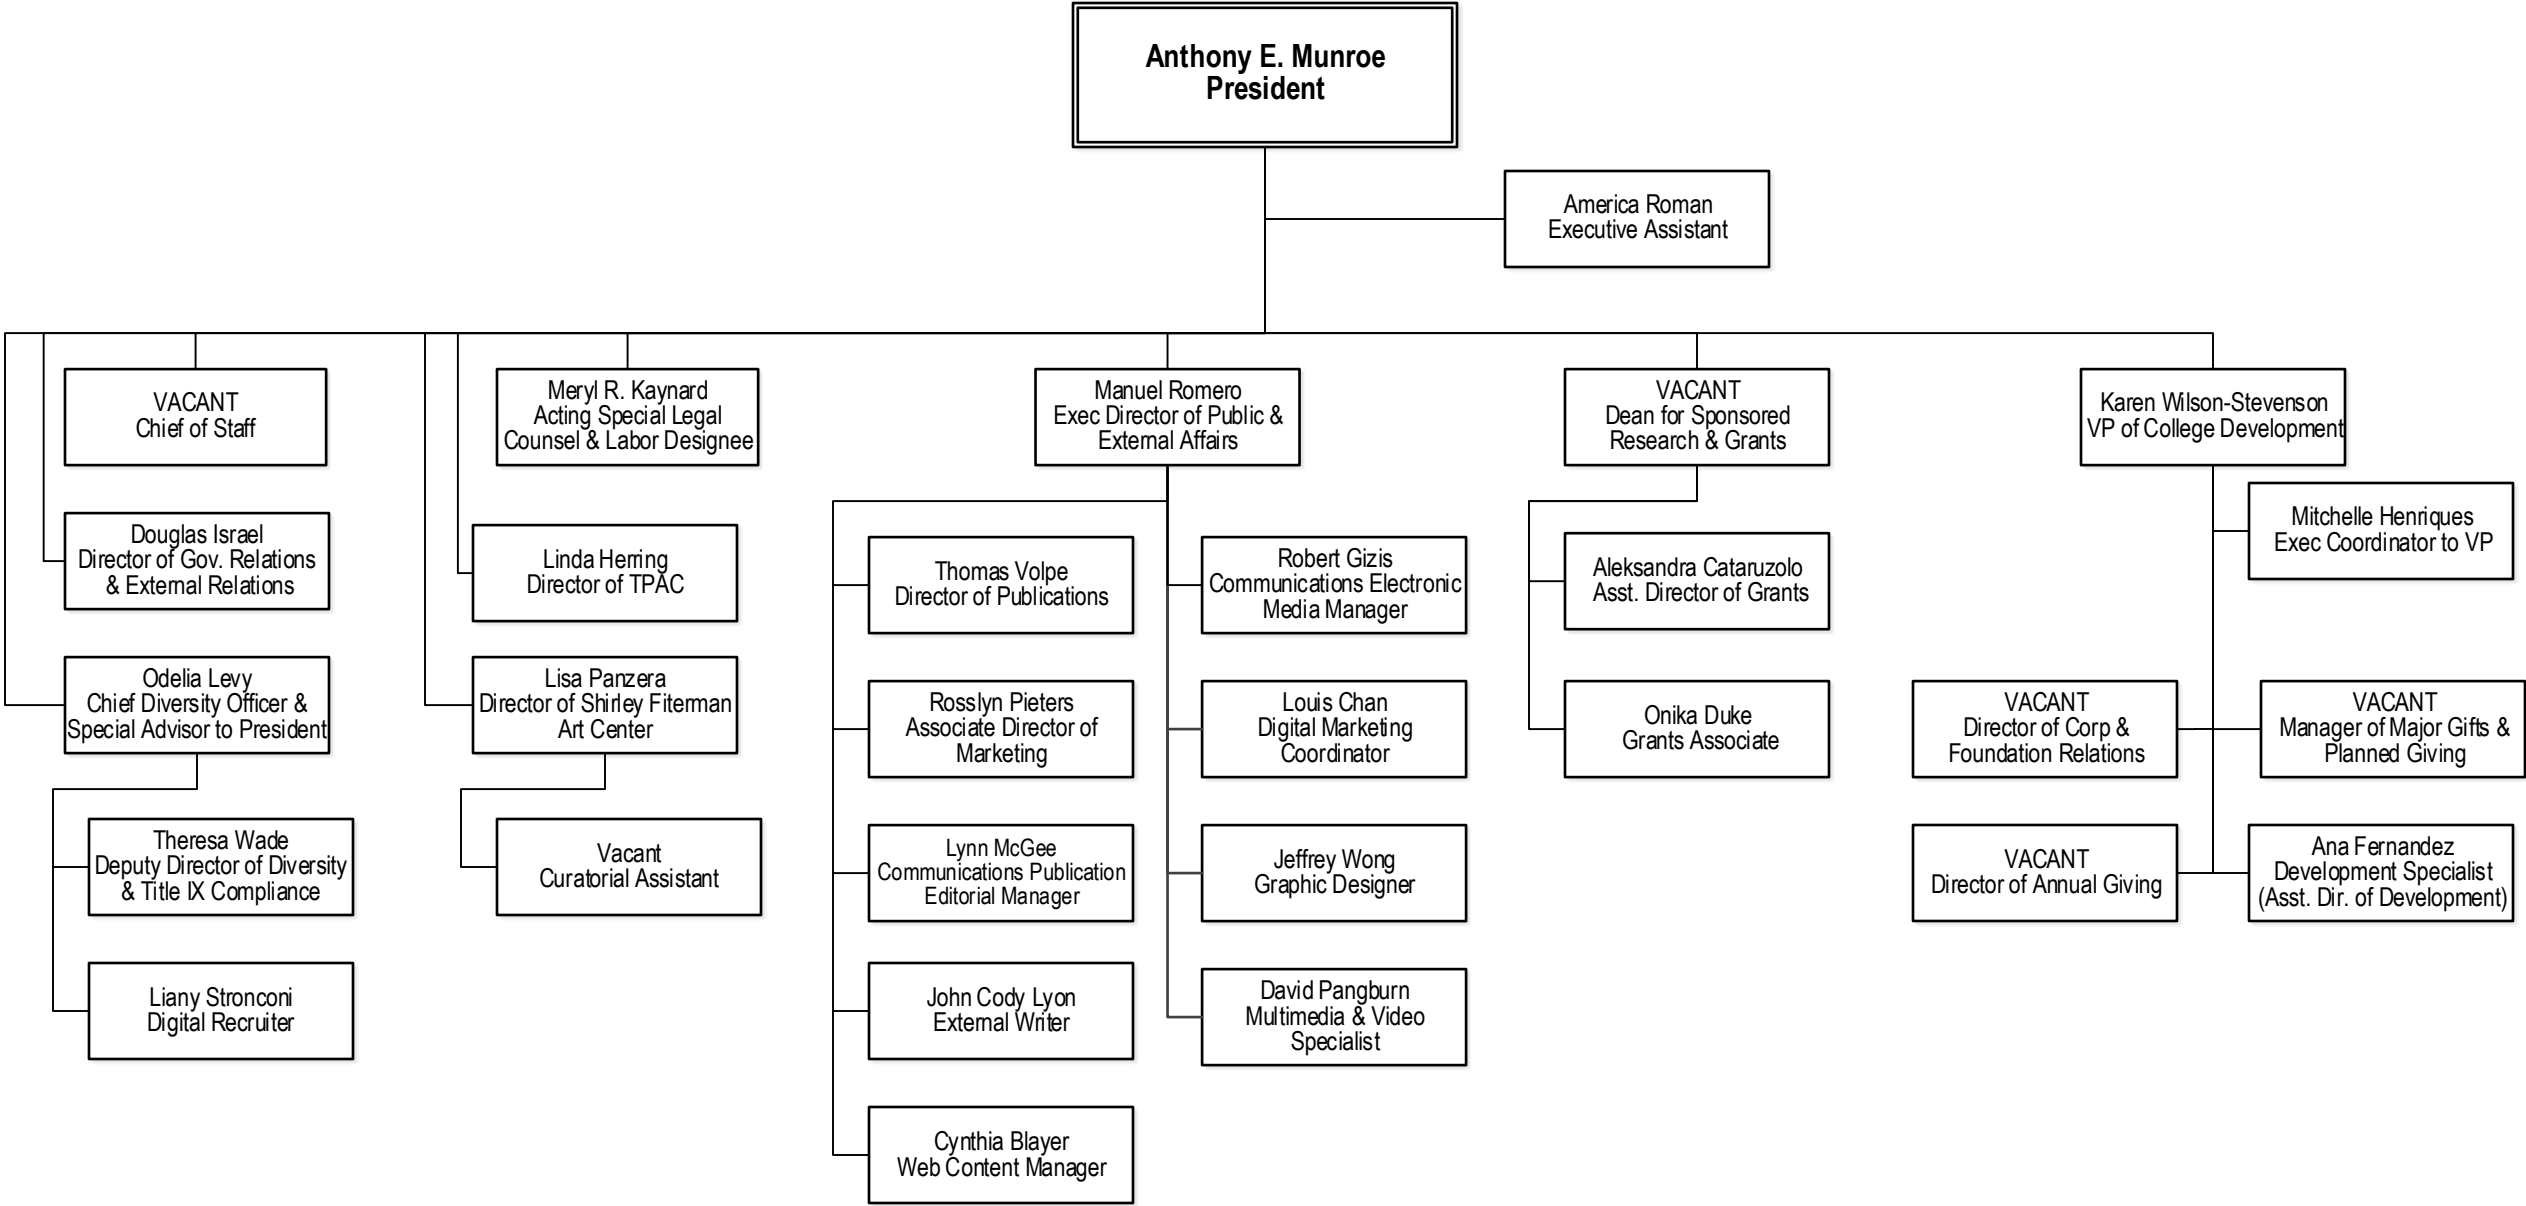 Anthony E. Munroe
President
America Roman
Executive Assistant
VACANT
Chief of Staff
Meryl R. Kaynard
Acting Special Legal
Counsel & Labor Designee
Manuel Romero
Exec Director of Public &
External Affairs
VACANT
Dean for Sponsored
Research & Grants
Karen Wilson-Stevenson
VP of College Development
Mitchelle Henriques
Exec Coordinator to VP
Douglas Israel
Director of Gov. Relations
& External Relations
Linda Herring
Director of TPAC
Thomas Volpe
Director of Publications
Robert Gizis
Communications Electronic
Media Manager
Aleksandra Cataruzolo
Asst. Director of Grants
Odelia Levy
Chief Diversity Officer &
Special Advisor to President
Lisa Panzera
Director of Shirley Fiterman
Art Center
Rosslyn Pieters
Associate Director of
Marketing
Louis Chan
Digital Marketing
Coordinator
Onika Duke
Grants Associate
VACANT
Director of Corp &
Foundation Relations
VACANT
Manager of Major Gifts &
Planned Giving
Theresa Wade
Deputy Director of Diversity
& Title IX Compliance
Vacant
Curatorial Assistant
Lynn McGee
Communications Publication
Editorial Manager
Jeffrey Wong
Graphic Designer
VACANT
Director of Annual Giving
Ana Fernandez
Development Specialist
(Asst. Dir. of Development)
Liany Stronconi
Digital Recruiter
John Cody Lyon
External Writer
David Pangburn
Multimedia & Video
Specialist
Cynthia Blayer
Web Content Manager